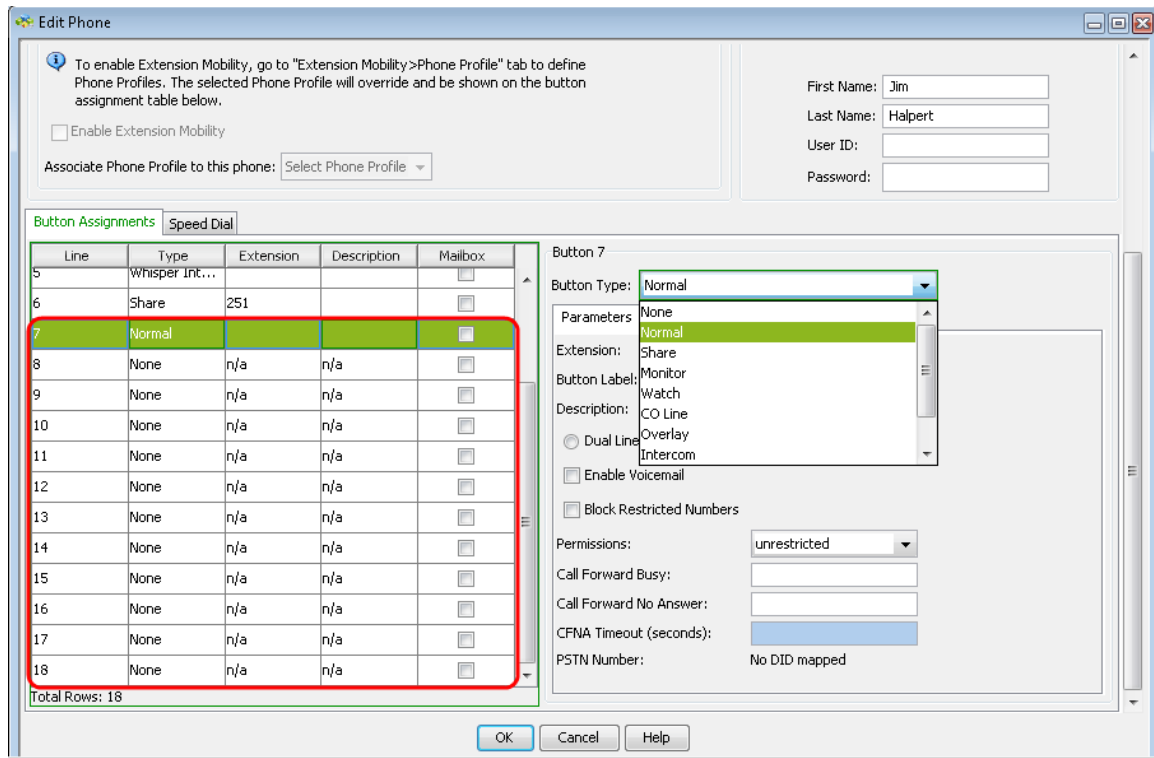 Edit Phone
To enable Extension Mobility, go to "Extension Mobility>Phone Profile" tab to define
Phone Profiles. The selected Phone Profile will override and be shown on the button
assignment table below.
Enable Extension Mobility
Associate Phone Profile to this phone: Select Phone Profile
First Name: Jim
Last Name: Halpert
User ID:
Password:
Button Assignments Speed Dial
Line Type Extension Description Mailbox
5 Whisper Int...
6 Share 251
7 Normal
8 None n/a n/a
9 None n/a n/a
10 None n/a n/a
11 None n/a n/a
12 None n/a n/a
13 None n/a n/a
14 None n/a n/a
15 None n/a n/a
16 None n/a n/a
17 None n/a n/a
18 None n/a n/a
Total Rows: 18
Button 7
Button Type: Normal
None
Normal
Share
Monitor
Watch
CO Line
Overlay
Intercom
Parameters
Extension:
Button Label:
Description:
Dual Line
Enable Voicemail
Block Restricted Numbers
Permissions: unrestricted
Call Forward Busy:
Call Forward No Answer:
CFNA Timeout (seconds):
PSTN Number: No DID mapped
OK Cancel Help